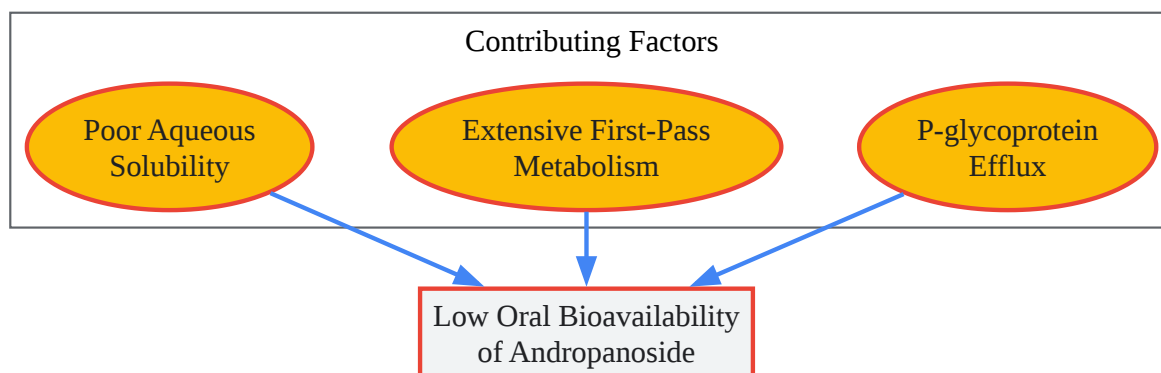 Contributing Factors
Poor Aqueous
Solubility
Extensive First-Pass
Metabolism
P-glycoprotein
Efflux
Low Oral Bioavailability
of Andropanoside